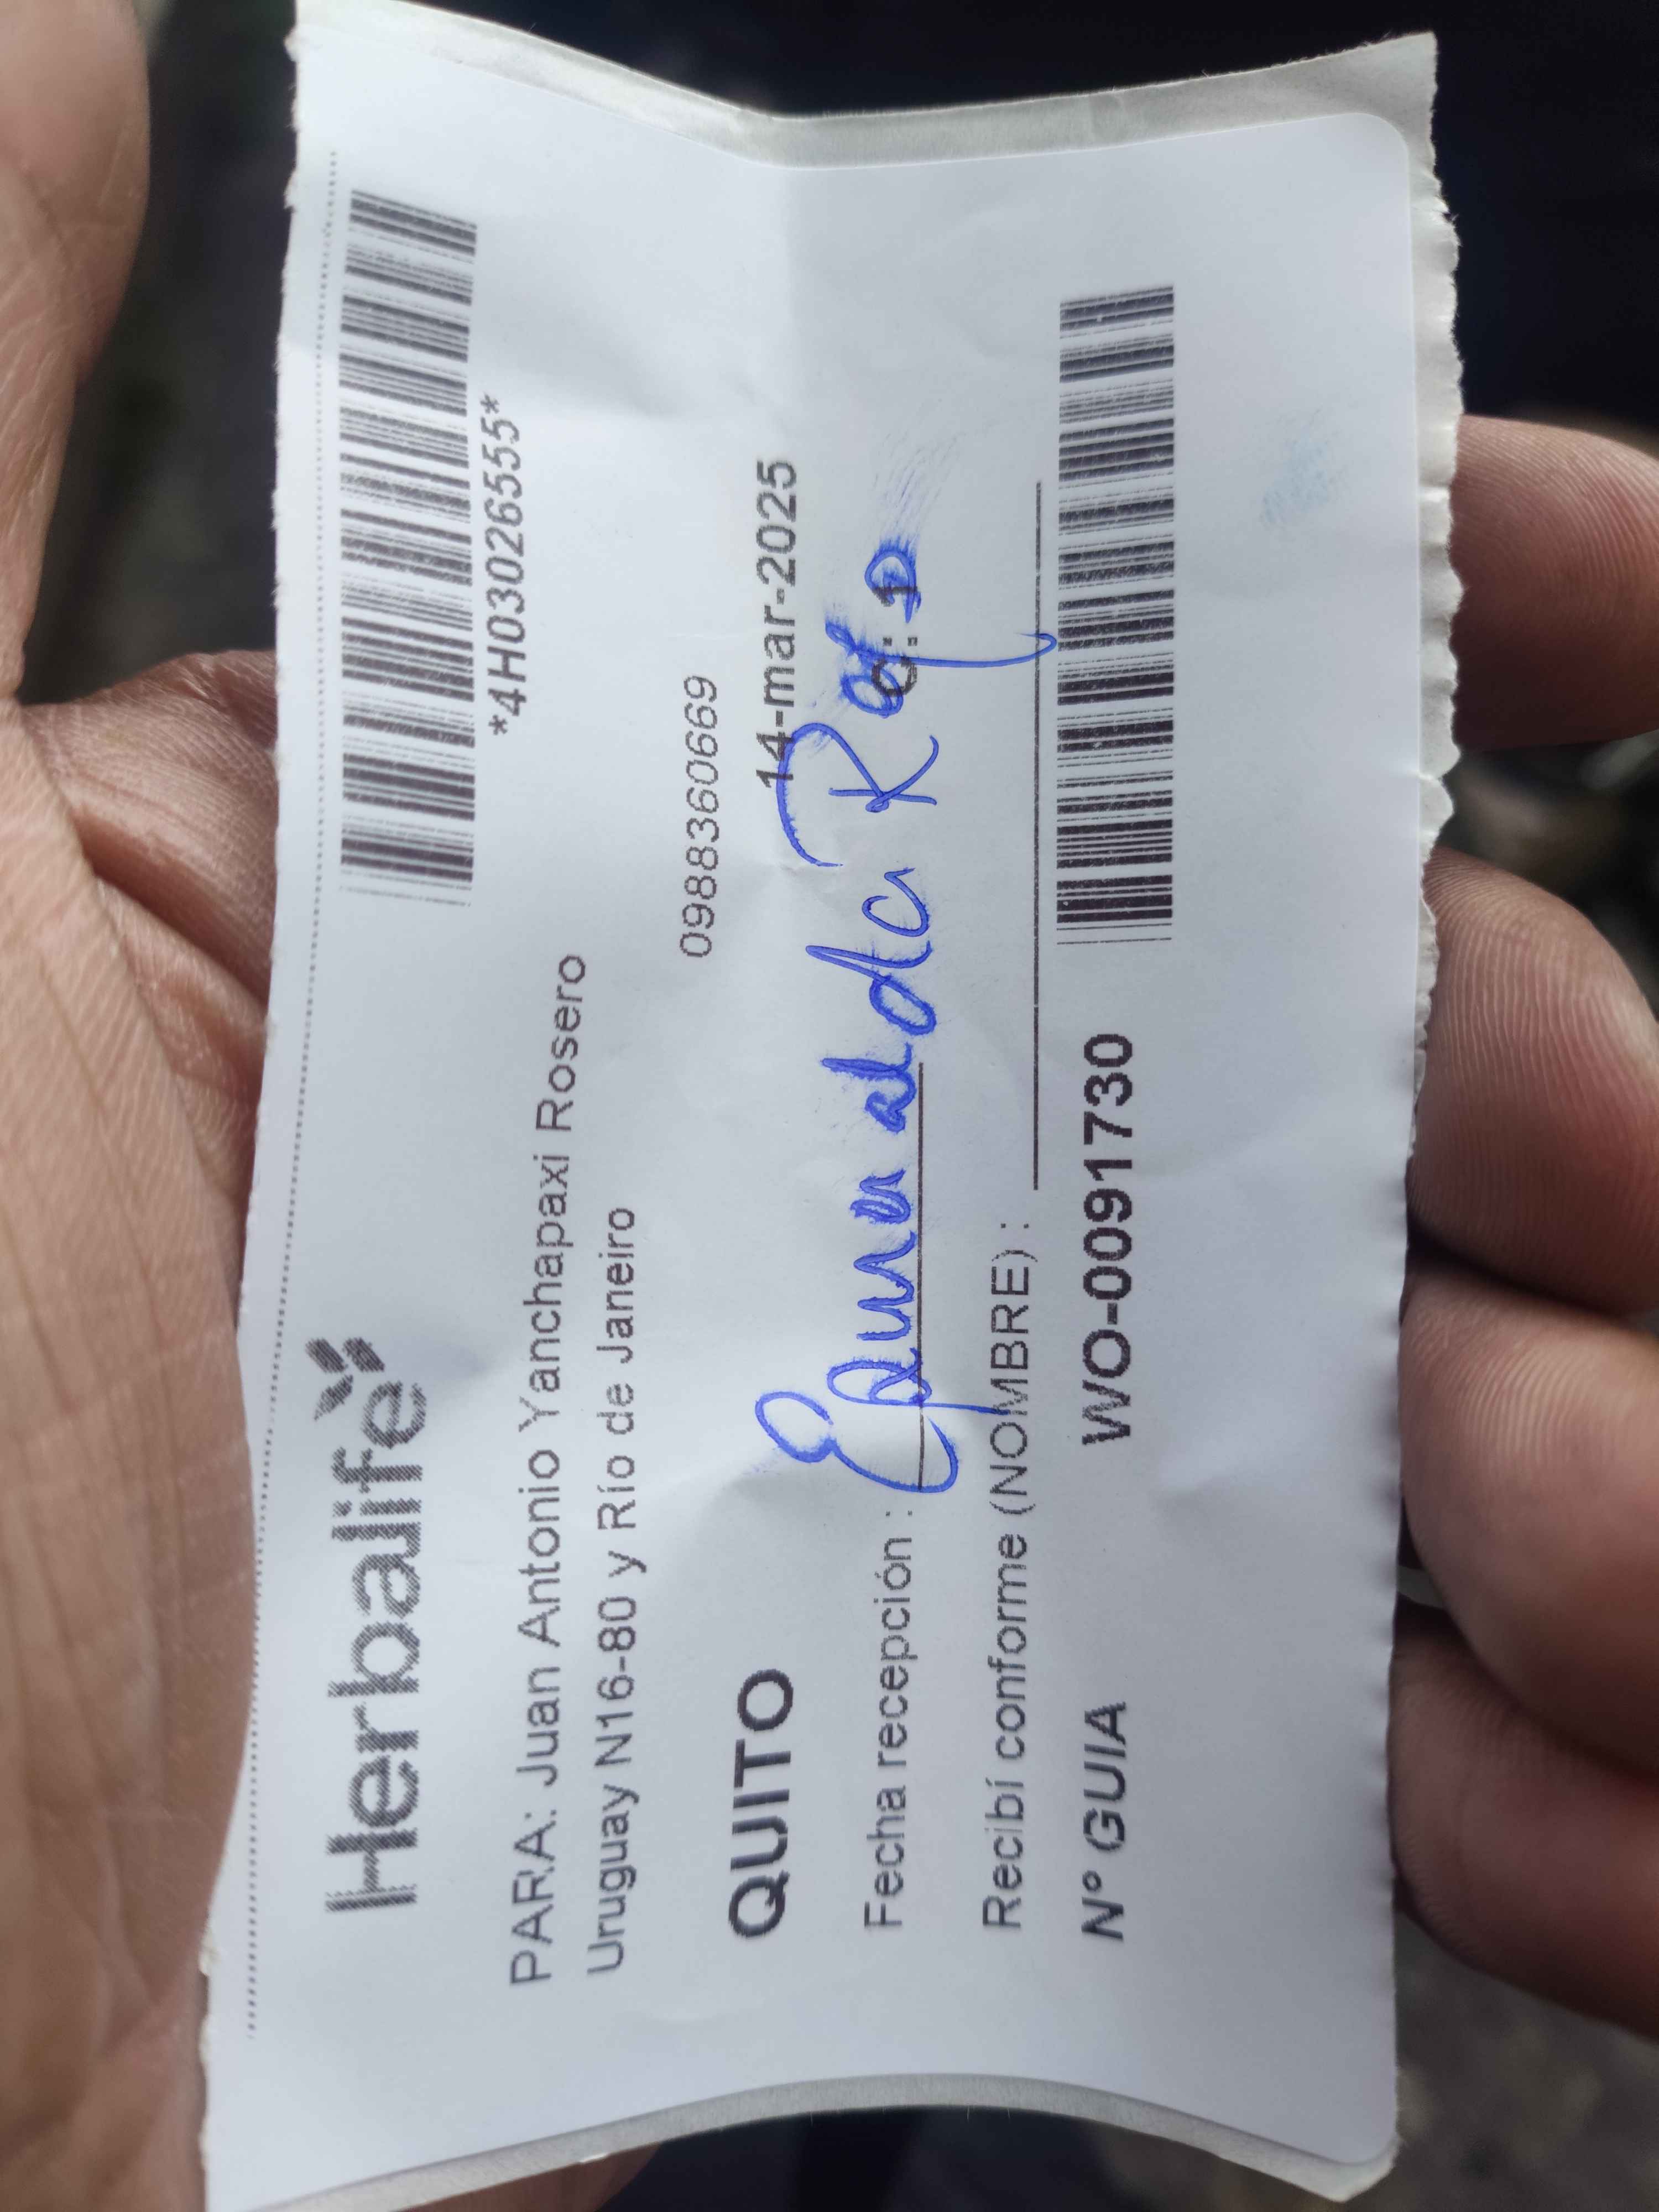 Herbalife
*4H03026555*
PARA: Juan Antonio Yanchapaxi Rosero
Uruguay N16-80 y Río de Janeiro
0988360669
QUITO
14-mar-2025
Fecha recepción :
Recibí conforme (NOMBRE) :
Nº GUIA WO-0091730